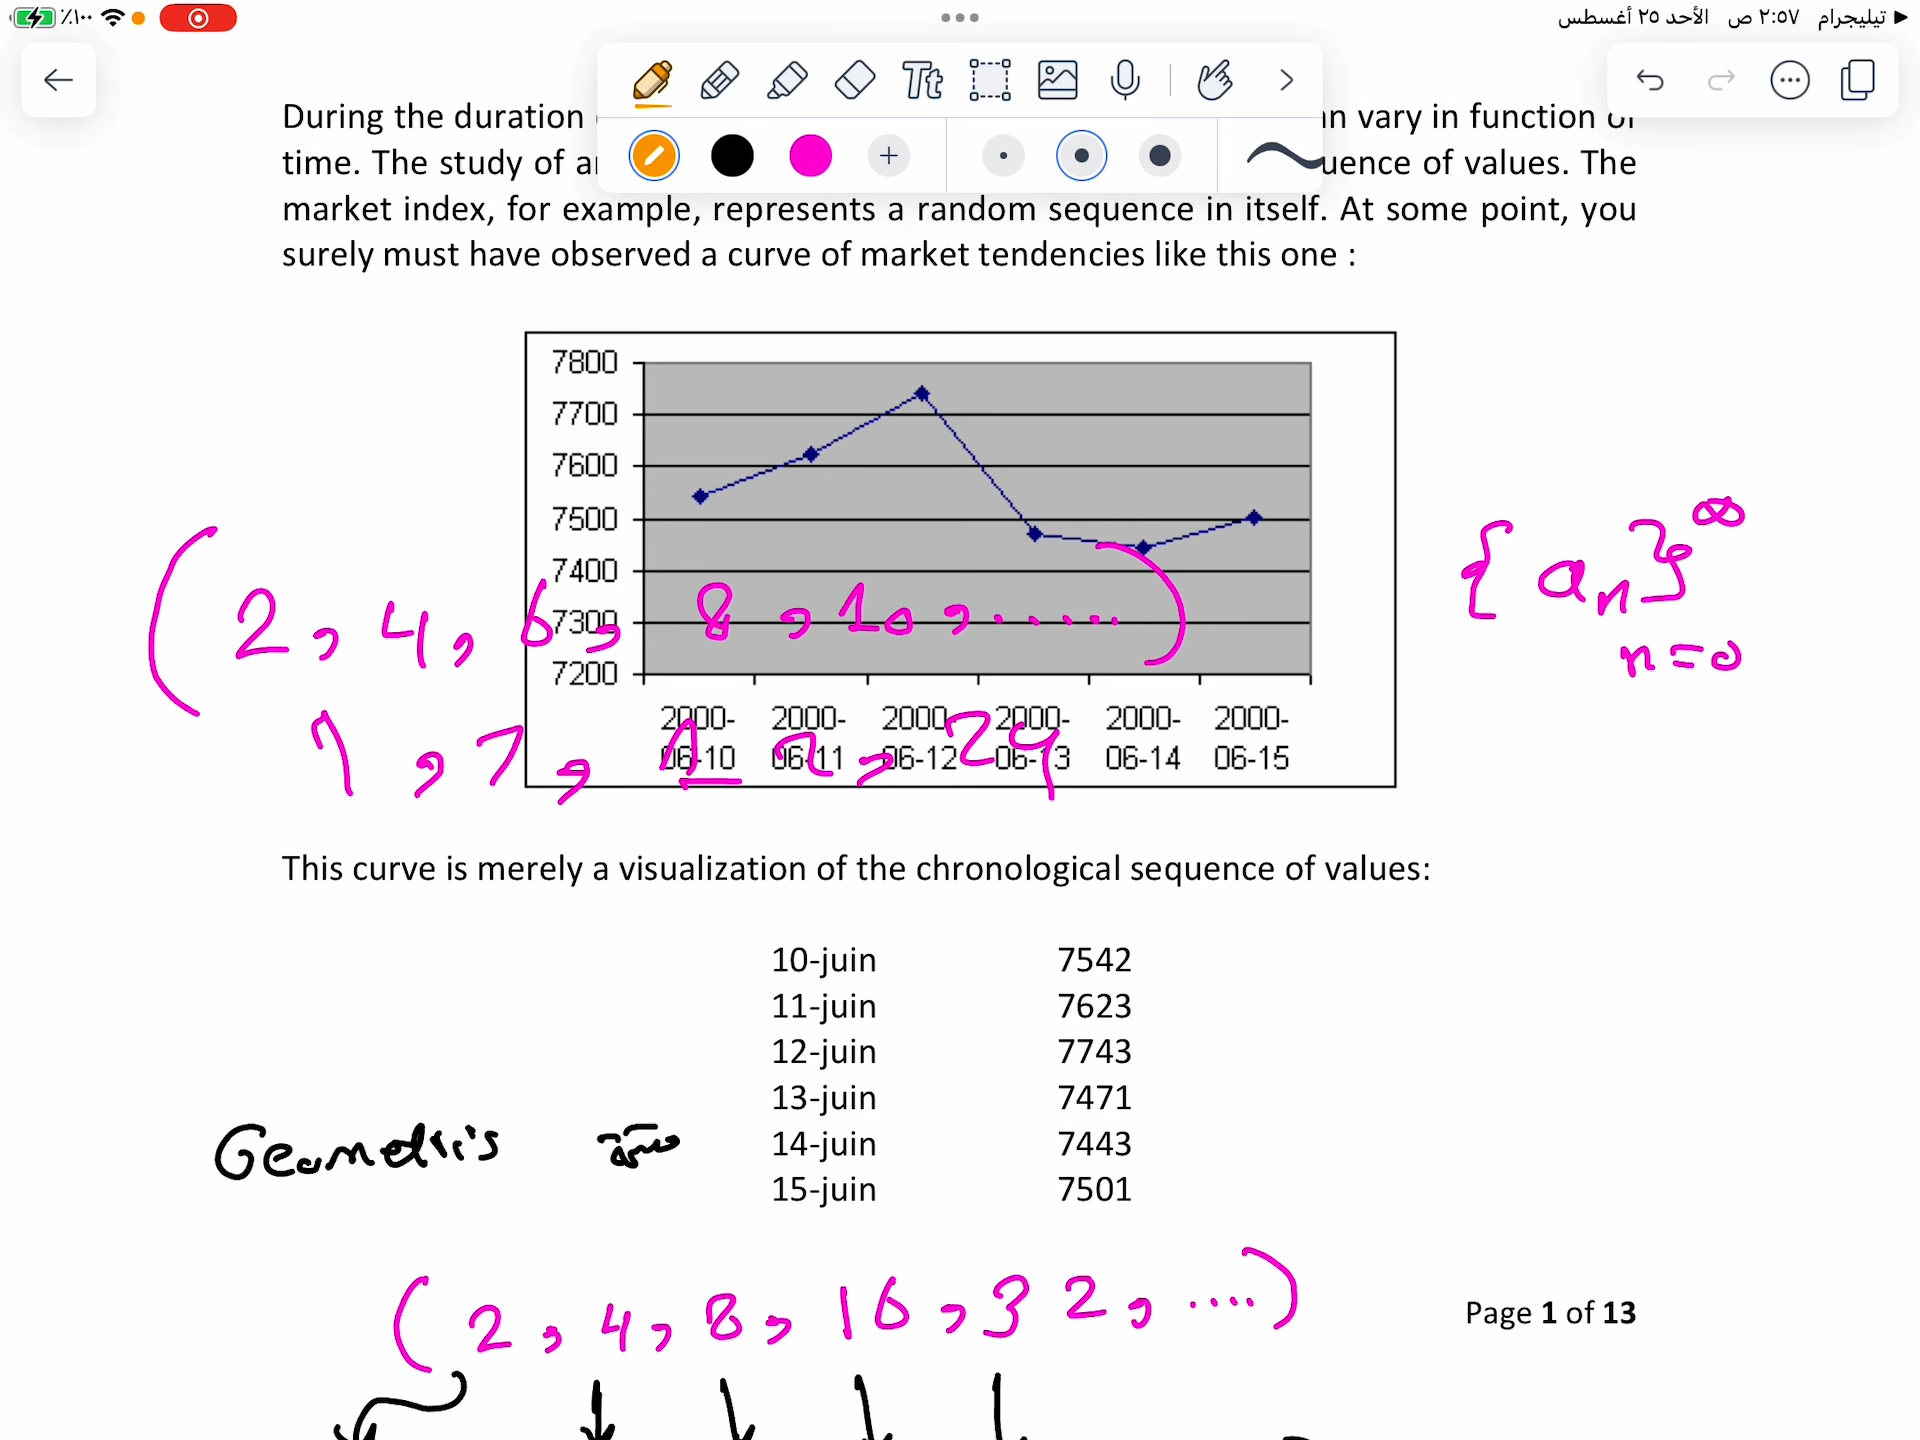 ٪١٠٠
◀ تيليجرام ٢:٥٧ ص الأحد ٢٥ أغسطس
Tt
During the duration
n vary in function of
time. The study of a
uence of values. The
market index, for example, represents a random sequence in itself. At some point, you
surely must have observed a curve of market tendencies like this one :
7800
7700
7600
7500
7400
7300
7200
2000-06-10 2000-06-11 2000-06-12 2000-06-13 2000-06-14 2000-06-15
{a_n}^∞ n=0
(2, 4, 6, 8, 10, .....)
1, 7, 12, 24
This curve is merely a visualization of the chronological sequence of values:
10-juin 7542
11-juin 7623
12-juin 7743
13-juin 7471
14-juin 7443
15-juin 7501
(2, 4, 8, 16, 32, ....)
Page 1 of 13